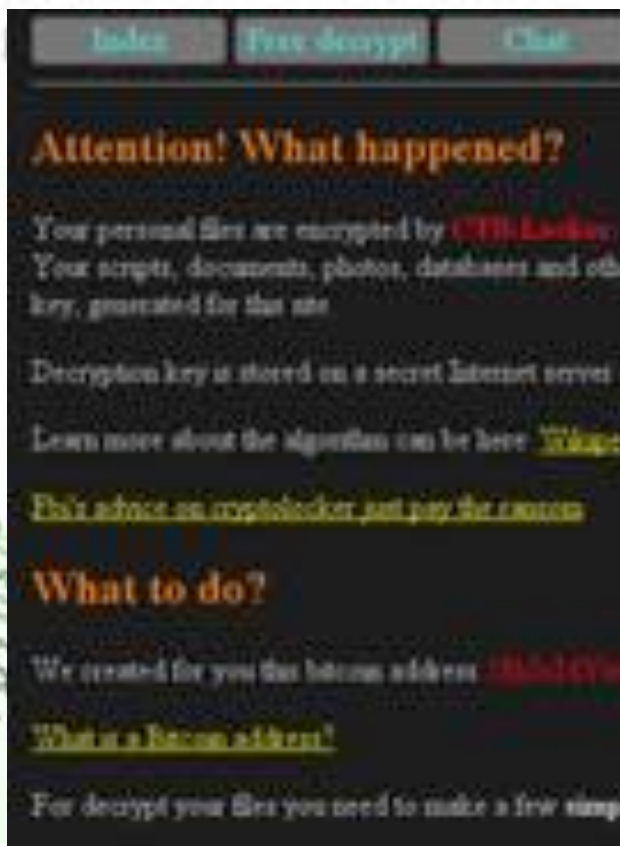 Index Free decrypt Chat
Attention! What happened?
Your personal files are encrypted by CTB-Locker.
Your scripts, documents, photos, databases and oth
key, generated for this site
Decryption key is stored on a secret Internet server
Learn more about the algorithm can be here Wikipe
Fbi's advice on cryptolocker just pay the ransom
What to do?
We created for you this bitcoin address
What is a Bitcoin address?
For decrypt your files you need to make a few simp